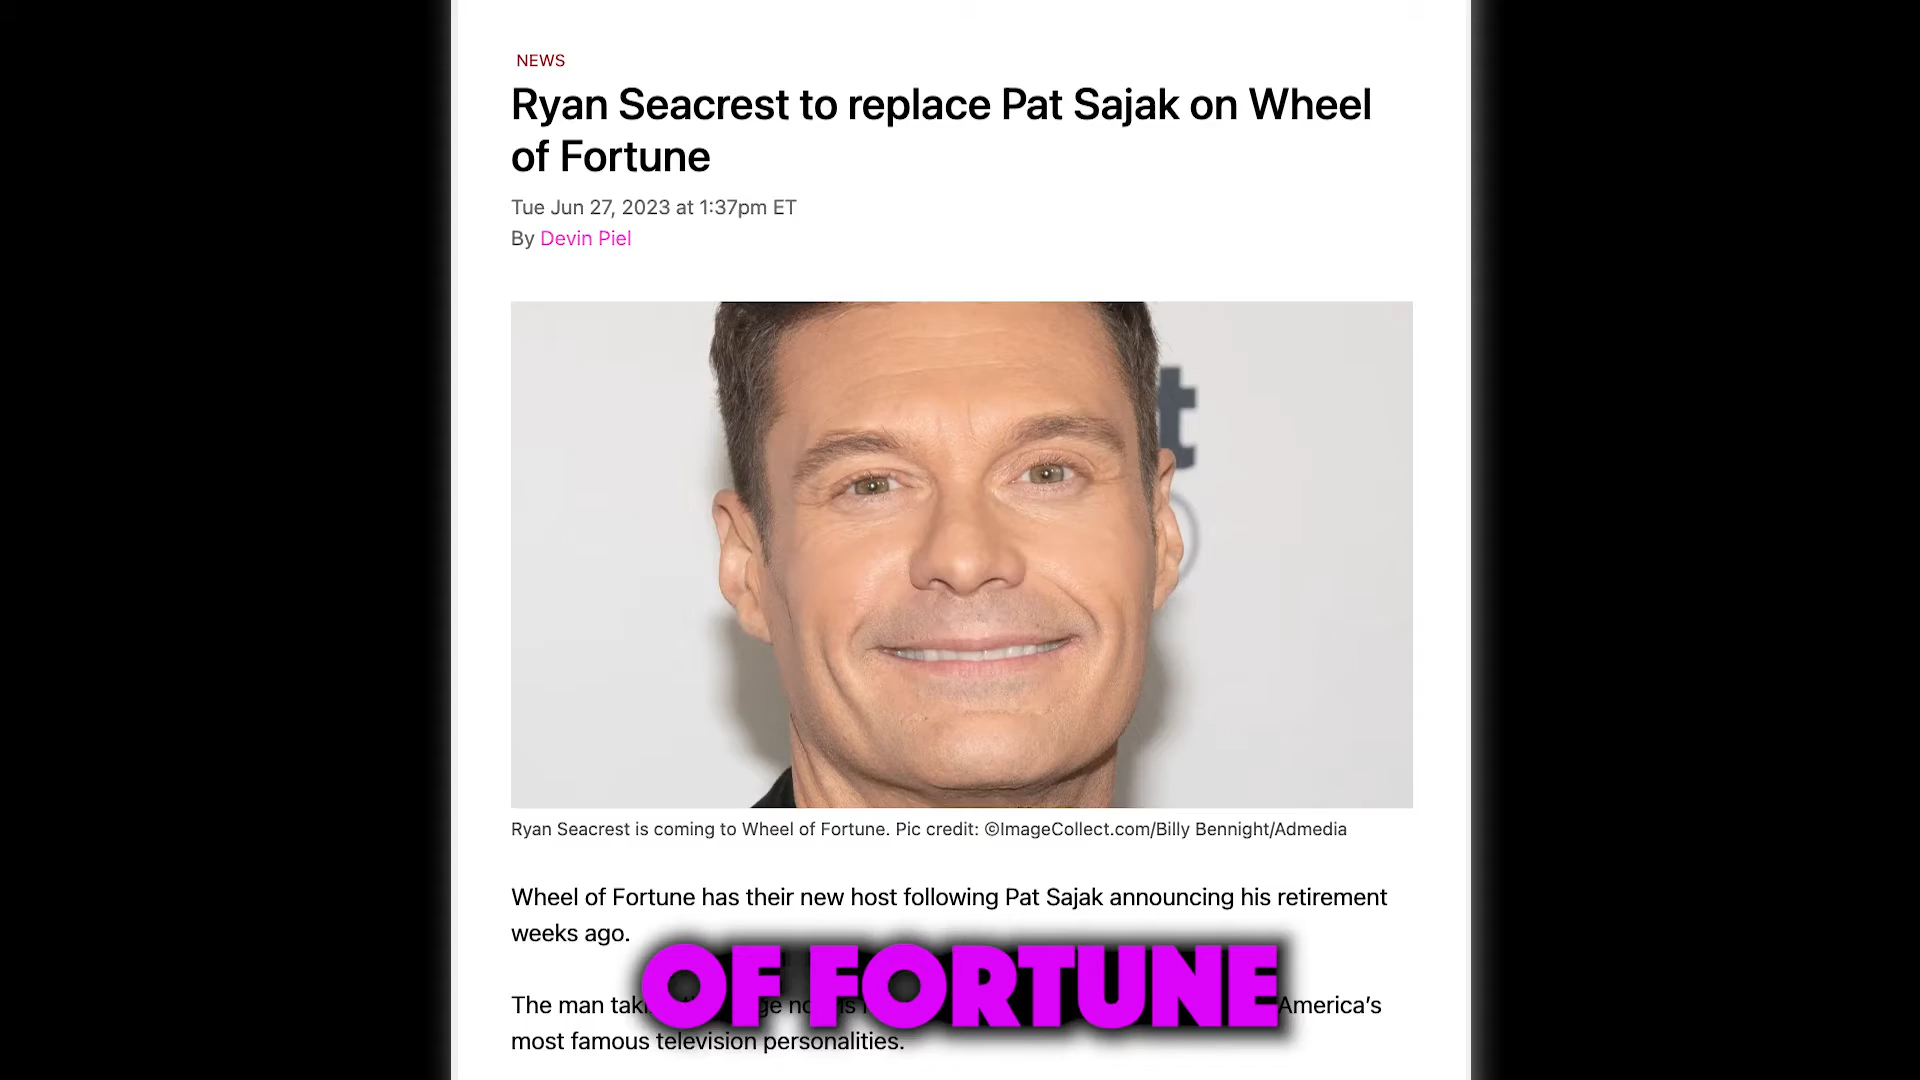 NEWS
Ryan Seacrest to replace Pat Sajak on Wheel
of Fortune
Tue Jun 27, 2023 at 1:37pm ET
By Devin Piel
t
Ryan Seacrest is coming to Wheel of Fortune. Pic credit: ©ImageCollect.com/Billy Bennight/Admedia
Wheel of Fortune has their new host following Pat Sajak announcing his retirement
weeks ago.
OF FORTUNE
The man America's
most famous television personalities.